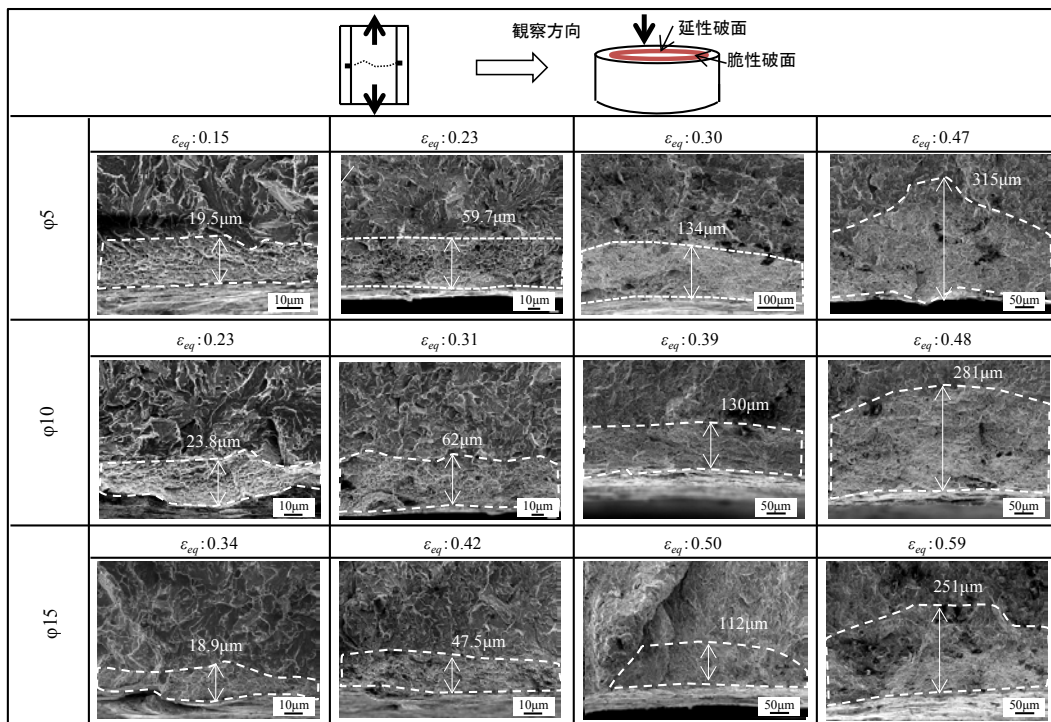 観察方向
延性破面
脆性破面
ε_eq:0.15 ε_eq:0.23 ε_eq:0.30 ε_eq:0.47
φ5
19.5μm 59.7μm 134μm 315μm
10μm 10μm 100μm 50μm
ε_eq:0.23 ε_eq:0.31 ε_eq:0.39 ε_eq:0.48
φ10
23.8μm 62μm 130μm 281μm
10μm 10μm 50μm 50μm
ε_eq:0.34 ε_eq:0.42 ε_eq:0.50 ε_eq:0.59
φ15
18.9μm 47.5μm 112μm 251μm
10μm 10μm 50μm 50μm